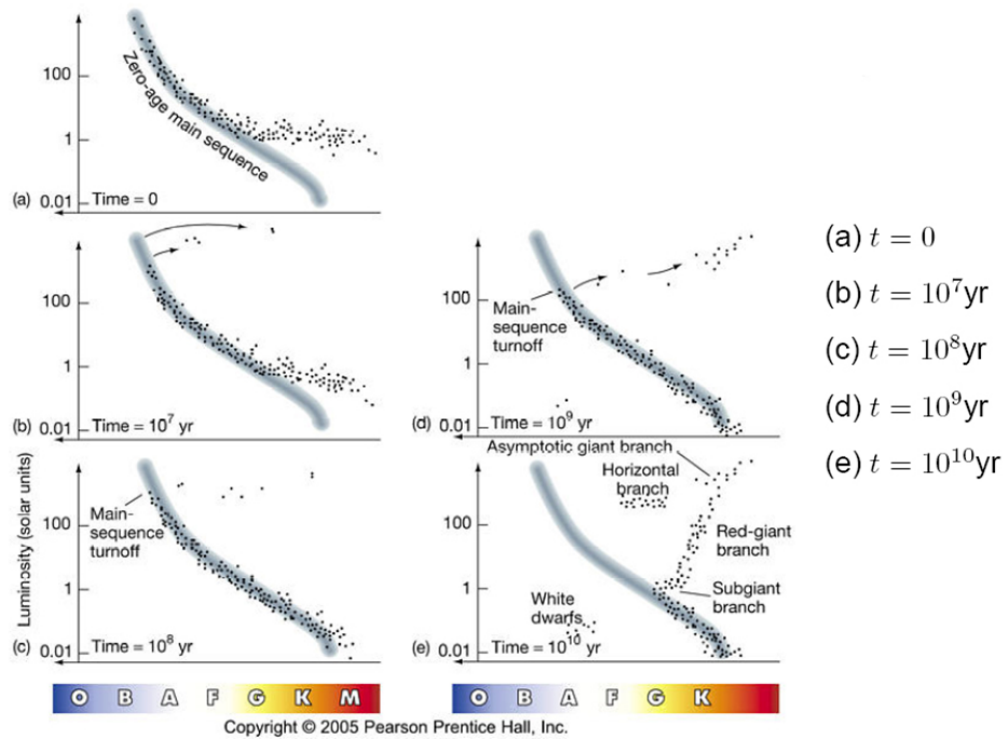 100
1
0.01
Zero-age main sequence
(a)
Time = 0
100
1
0.01
(b)
Time = 10⁷ yr
Luminosity (solar units)
100
1
0.01
Main-
sequence
turnoff
(c)
Time = 10⁸ yr
O B A F G K M
100
1
0.01
Main-
sequence
turnoff
(d)
Time = 10⁹ yr
Asymptotic giant branch
Horizontal
branch
100
Red-giant
branch
1
Subgiant
branch
White
dwarfs
0.01
(e)
Time = 10¹⁰ yr
O B A F G K
Copyright © 2005 Pearson Prentice Hall, Inc.
(a) t = 0
(b) t = 10⁷yr
(c) t = 10⁸yr
(d) t = 10⁹yr
(e) t = 10¹⁰yr